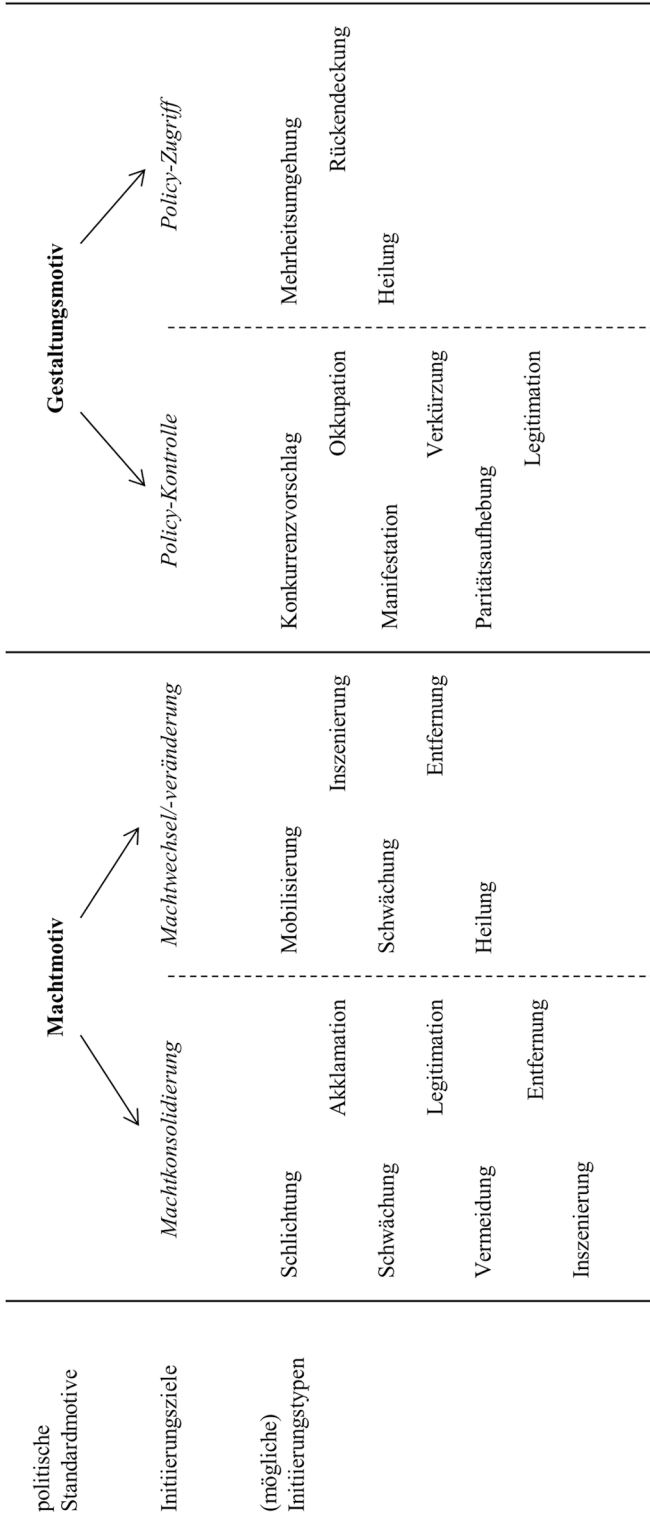 politische
Standardmotive
Machtmotiv
Gestaltungsmotiv
Initiierungsziele
Machtkonsolidierung
Machtwechsel/-veränderung
Policy-Kontrolle
Policy-Zugriff
(mögliche)
Initiierungstypen
Schlichtung
Akklamation
Schwächung
Legitimation
Vermeidung
Entfernung
Inszenierung
Mobilisierung
Inszenierung
Schwächung
Entfernung
Heilung
Konkurrenzvorschlag
Okkupation
Manifestation
Verkürzung
Paritätsaufhebung
Legitimation
Mehrheitsumgehung
Rückendeckung
Heilung